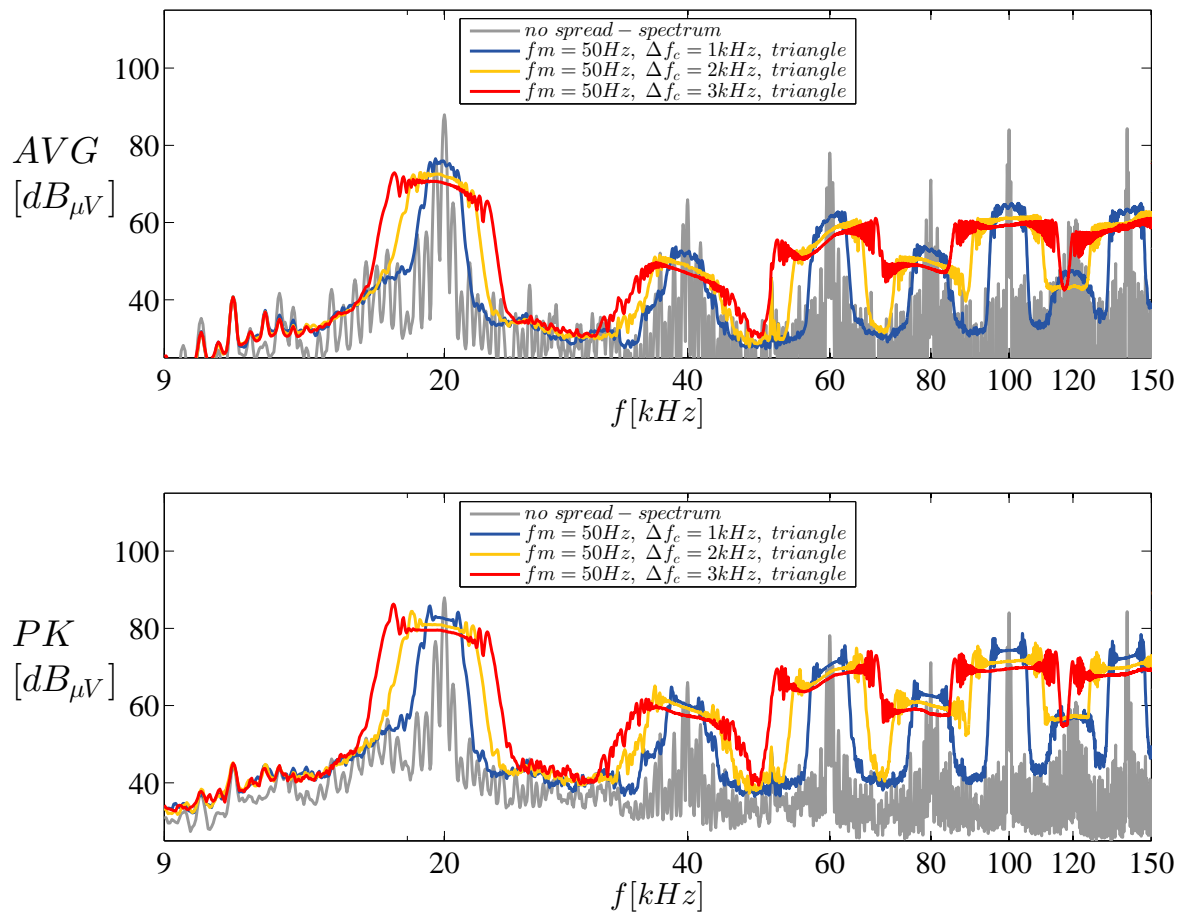 no spread − spectrum
fm = 50Hz, Δf_c = 1kHz, triangle
fm = 50Hz, Δf_c = 2kHz, triangle
fm = 50Hz, Δf_c = 3kHz, triangle
100
80
60
40
AVG
[dB_μV]
9
20
40
60
80
100
120
150
f[kHz]
no spread − spectrum
fm = 50Hz, Δf_c = 1kHz, triangle
fm = 50Hz, Δf_c = 2kHz, triangle
fm = 50Hz, Δf_c = 3kHz, triangle
100
80
60
40
PK
[dB_μV]
9
20
40
60
80
100
120
150
f[kHz]